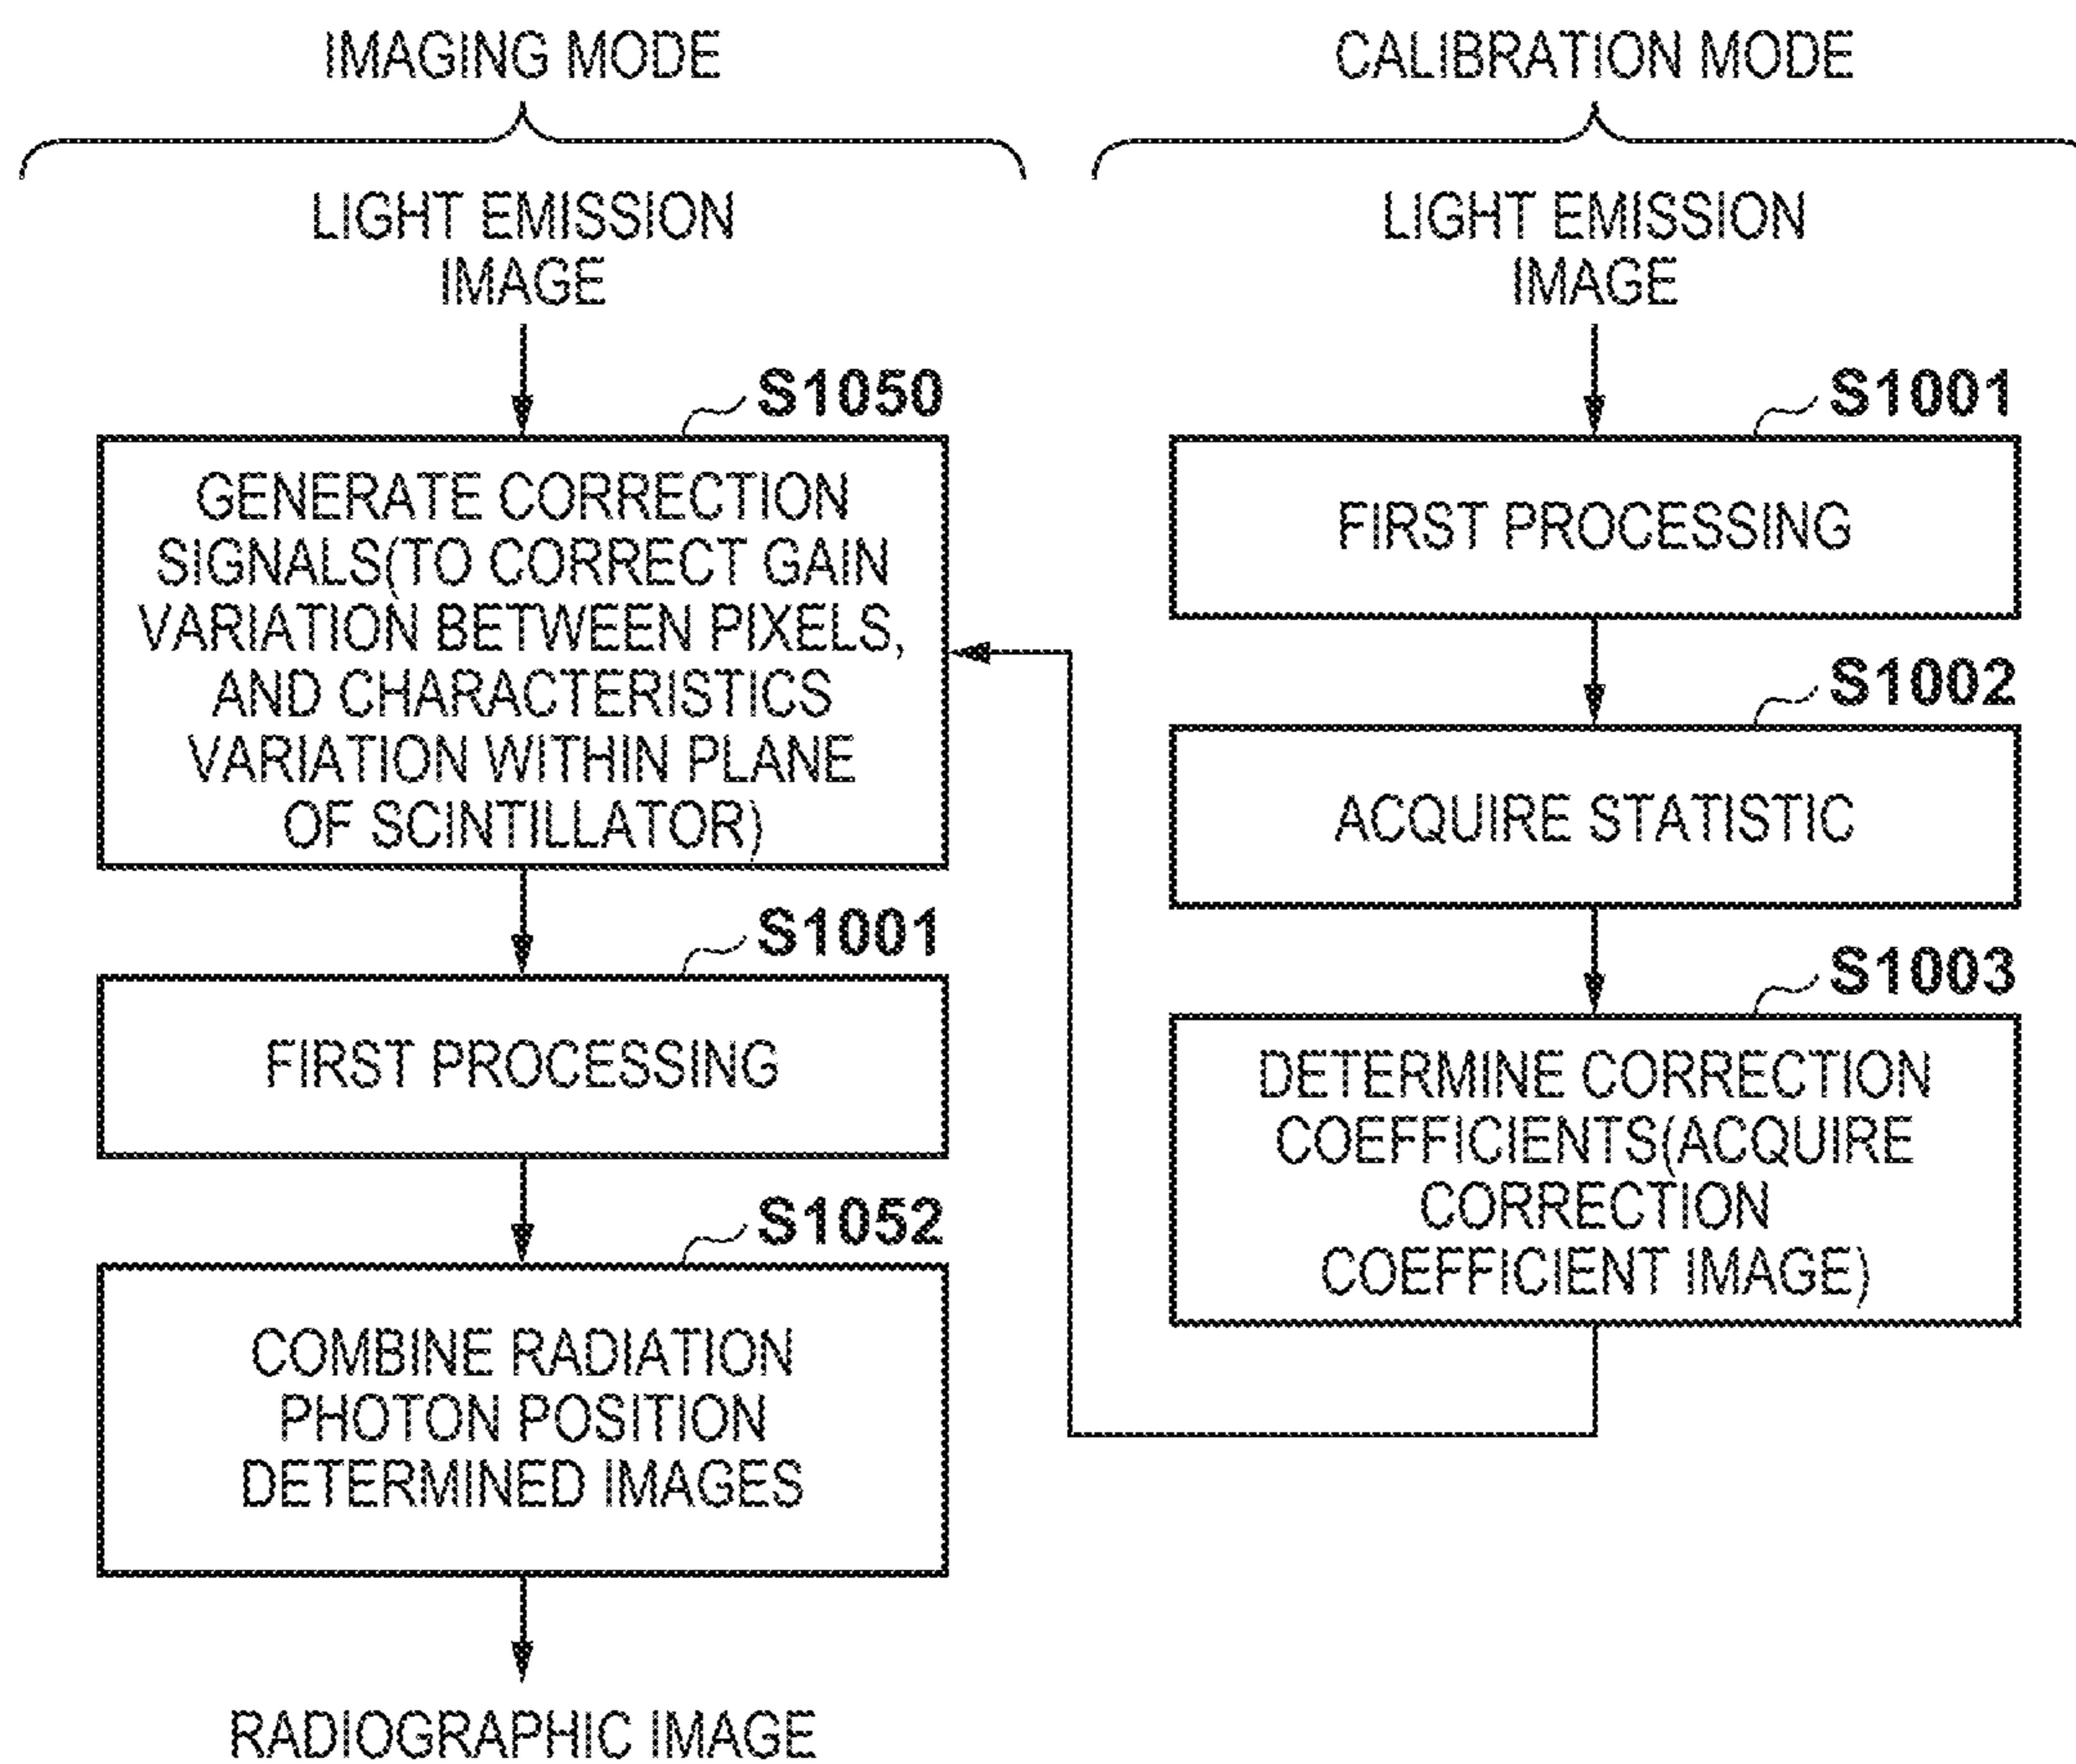 IMAGING MODE
LIGHT EMISSION
IMAGE
S1050
GENERATE CORRECTION
SIGNALS(TO CORRECT GAIN
VARIATION BETWEEN PIXELS,
AND CHARACTERISTICS
VARIATION WITHIN PLANE
OF SCINTILLATOR)
S1001
FIRST PROCESSING
S1052
COMBINE RADIATION
PHOTON POSITION
DETERMINED IMAGES
RADIOGRAPHIC IMAGE
CALIBRATION MODE
LIGHT EMISSION
IMAGE
S1001
FIRST PROCESSING
S1002
ACQUIRE STATISTIC
S1003
DETERMINE CORRECTION
COEFFICIENTS(ACQUIRE
CORRECTION
COEFFICIENT IMAGE)